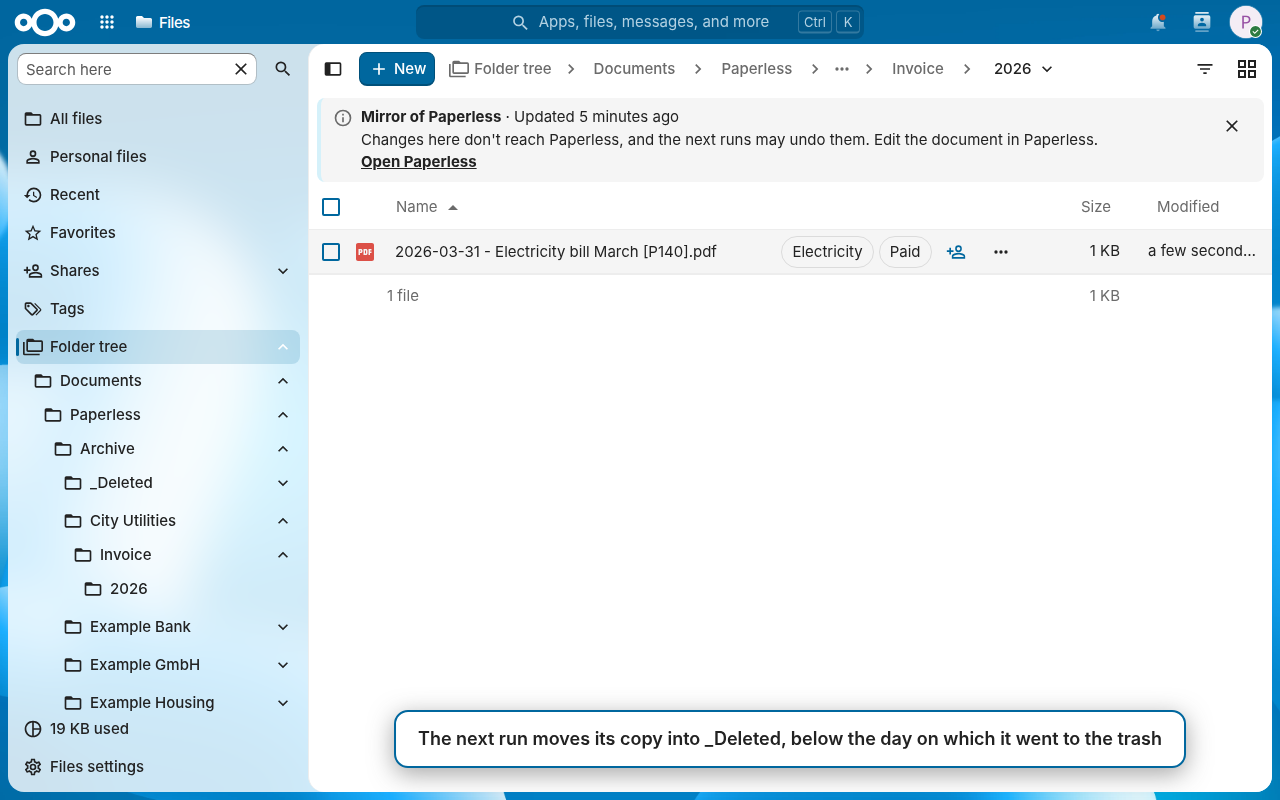 Files
Apps, files, messages, and more
Ctrl K
P
Search here
All files
Personal files
Recent
Favorites
Shares
Tags
Folder tree
Documents
Paperless
Archive
_Deleted
City Utilities
Invoice
2026
Example Bank
Example GmbH
Example Housing
19 KB used
Files settings
New
Folder tree
Documents
Paperless
Invoice
2026
Mirror of Paperless · Updated 5 minutes ago
Changes here don't reach Paperless, and the next runs may undo them. Edit the document in Paperless.
Open Paperless
Name
Size
Modified
PDF
2026-03-31 - Electricity bill March [P140].pdf
Electricity
Paid
1 KB
a few second...
1 file
1 KB
The next run moves its copy into _Deleted, below the day on which it went to the trash